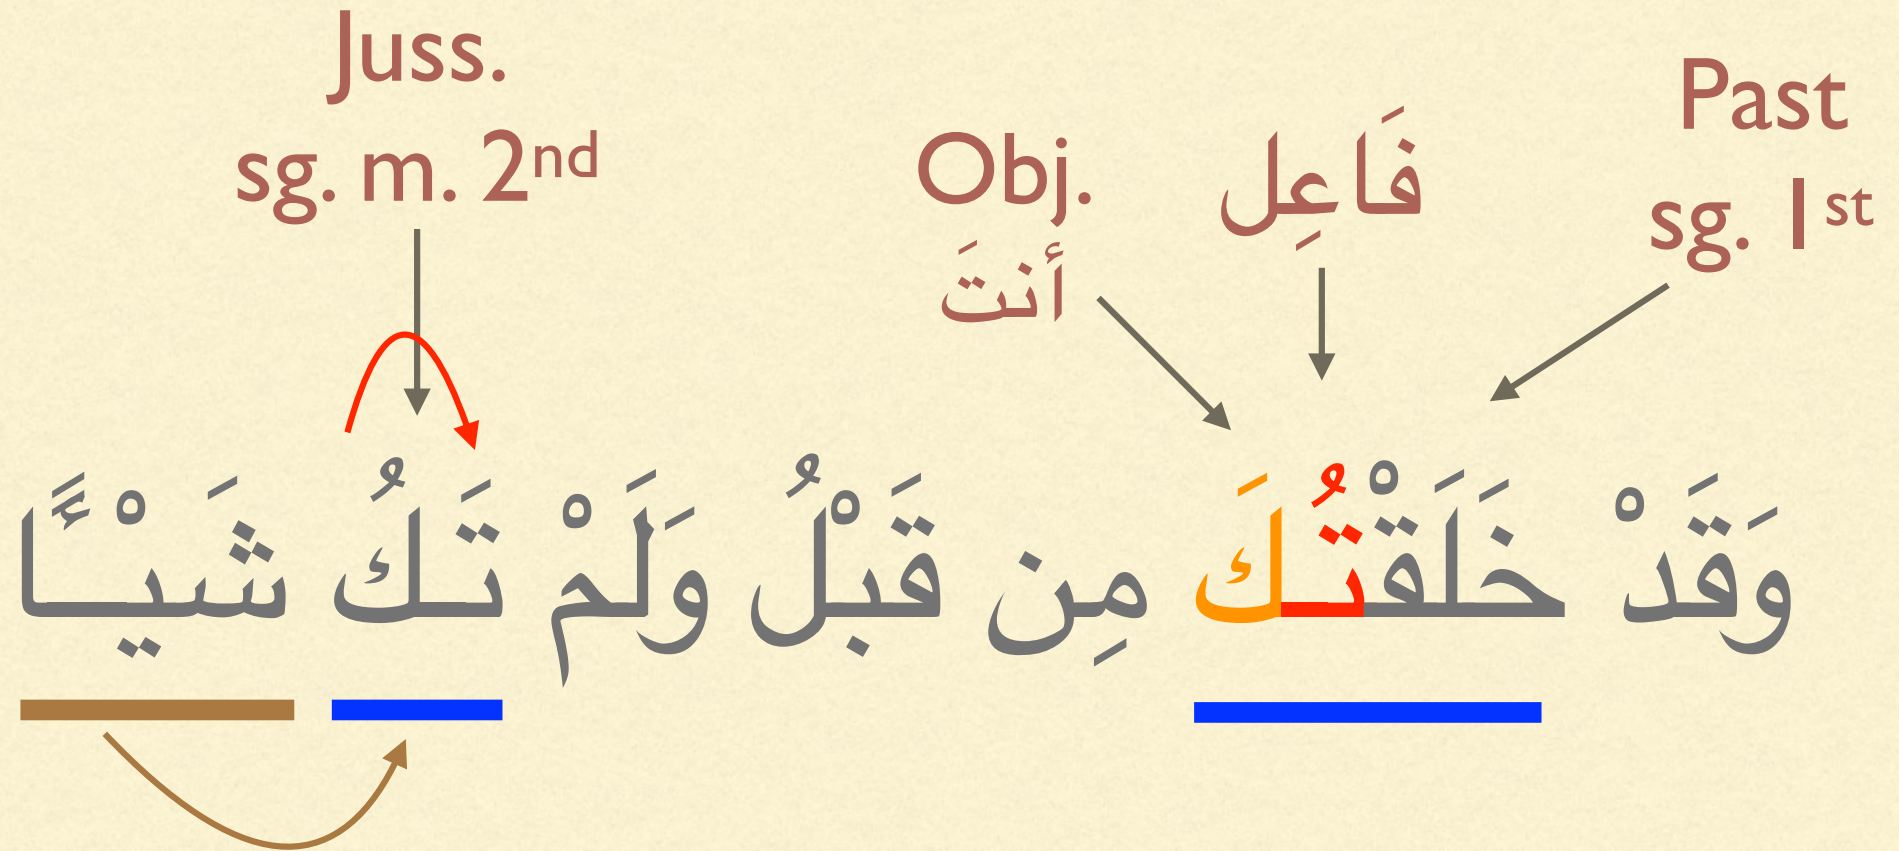 Juss.
sg. m. 2nd
Obj.
أنتَ
فَاعِل
Past
sg. 1st
وَقَدْ خَلَقْتُكَ مِن قَبْلُ وَلَمْ تَكُ شَيْـًٔا